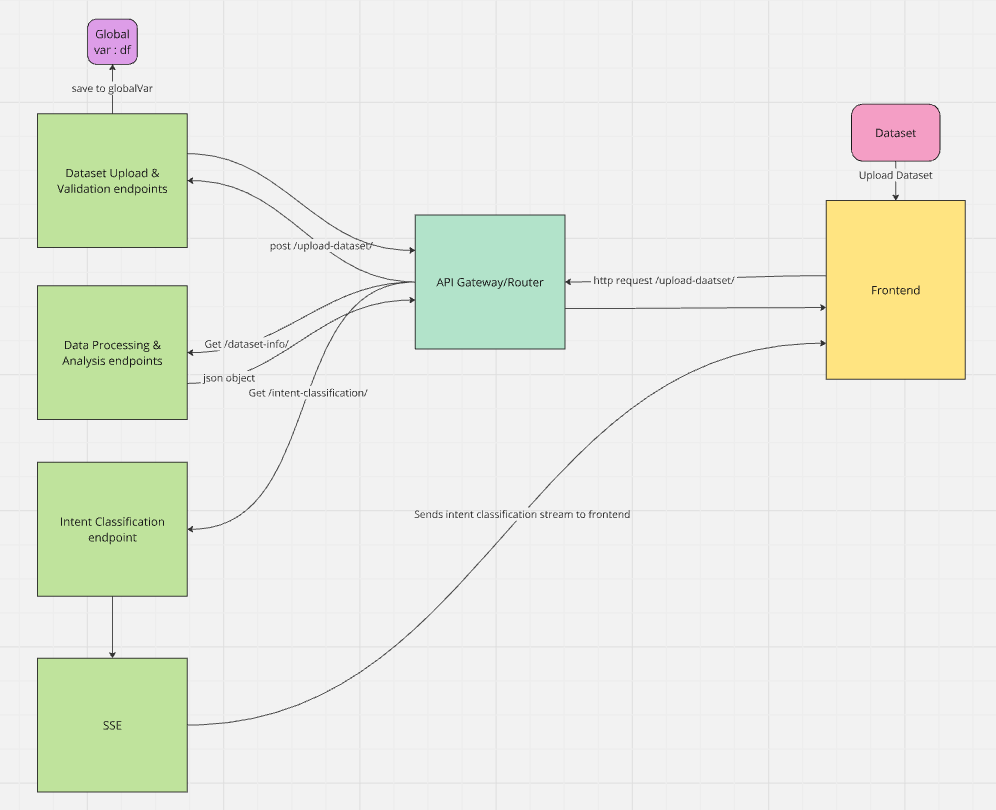 Global
var : df
save to globalVar
Dataset Upload &
Validation endpoints
Dataset
Upload Dataset
post /upload-dataset/
API Gateway/Router
http request /upload-daatset/
Frontend
Data Processing &
Analysis endpoints
Get /dataset-info/
json object
Get /intent-classification/
Intent Classification
endpoint
Sends intent classification stream to frontend
SSE